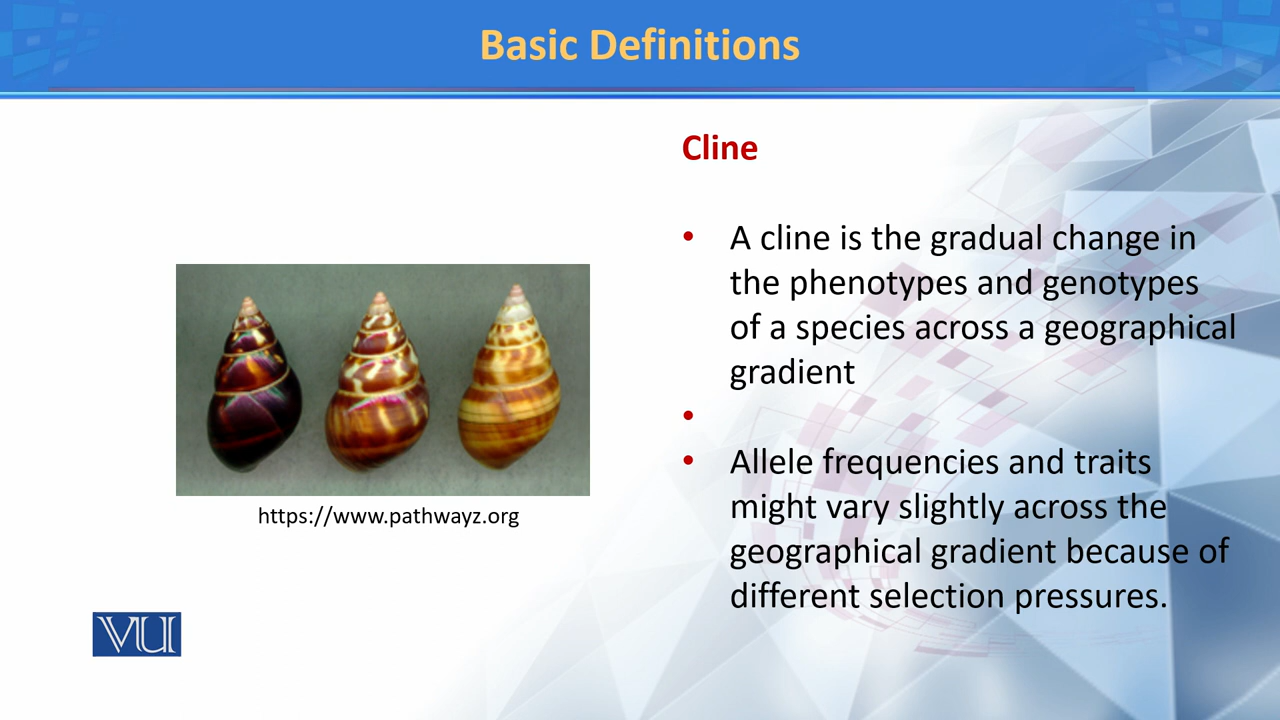 Basic Definitions
Cline
• A cline is the gradual change in
the phenotypes and genotypes
of a species across a geographical
gradient
•
• Allele frequencies and traits
might vary slightly across the
geographical gradient because of
different selection pressures.
https://www.pathwayz.org
VU